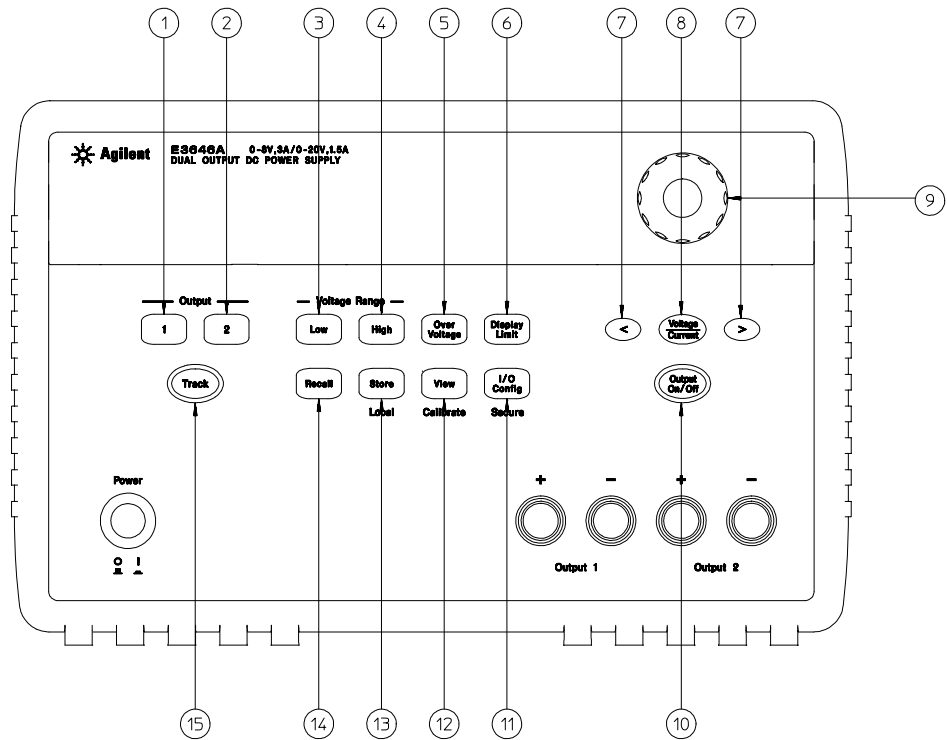 1 2 3 4 5 6 7 8 7
Agilent E3646A 0-8V,3A/0-20V,1.5A
DUAL OUTPUT DC POWER SUPPLY
9
Output Voltage Range
1 2 Low High Over Voltage Display Limit < Voltage Current >
Track Recall Store View I/O Config Output On/Off
Local Calibrate Secure
Power + - + -
O I
Output 1 Output 2
15 14 13 12 11 10